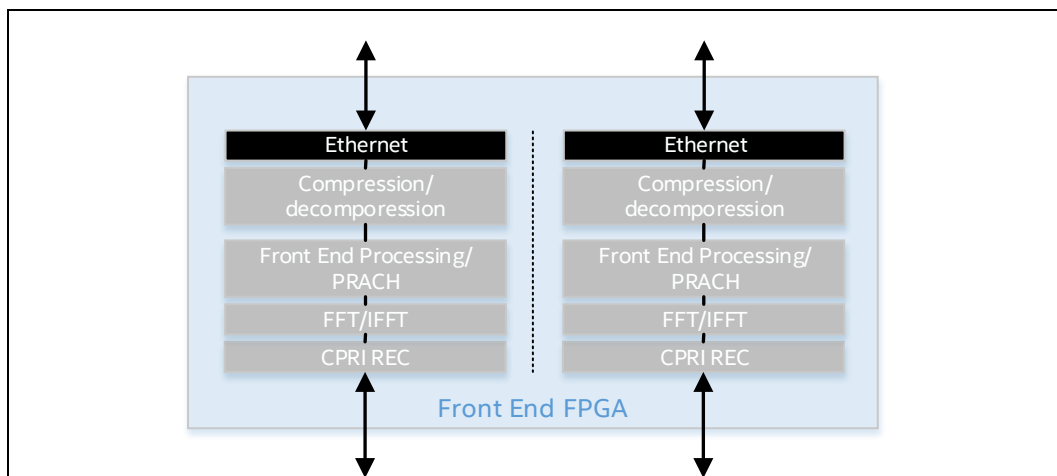 Ethernet
Compression/
decomporession
Front End Processing/
PRACH
FFT/IFFT
CPRI REC
Ethernet
Compression/
decomporession
Front End Processing/
PRACH
FFT/IFFT
CPRI REC
Front End FPGA